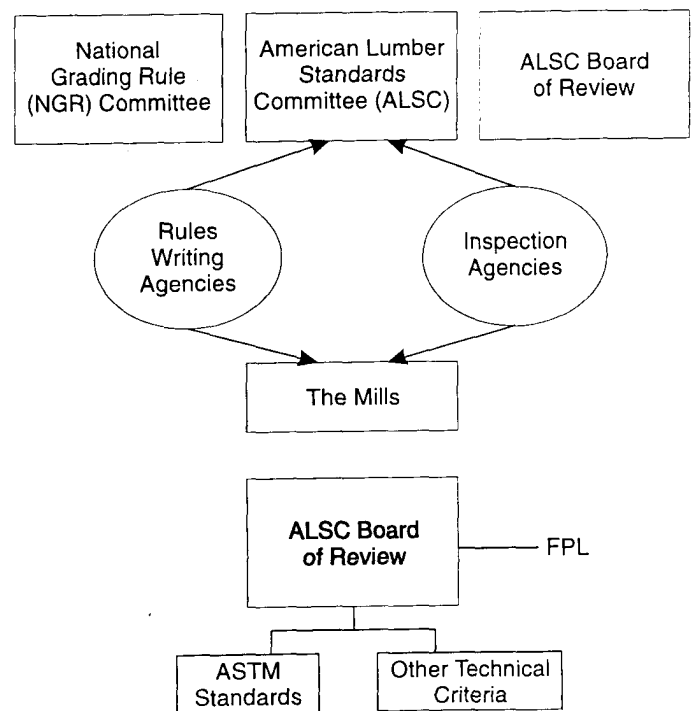 National
Grading Rule
(NGR) Committee
American Lumber
Standards
Committee (ALSC)
ALSC Board
of Review
Rules
Writing
Agencies
Inspection
Agencies
The Mills
ALSC Board
of Review
FPL
ASTM
Standards
Other Technical
Criteria